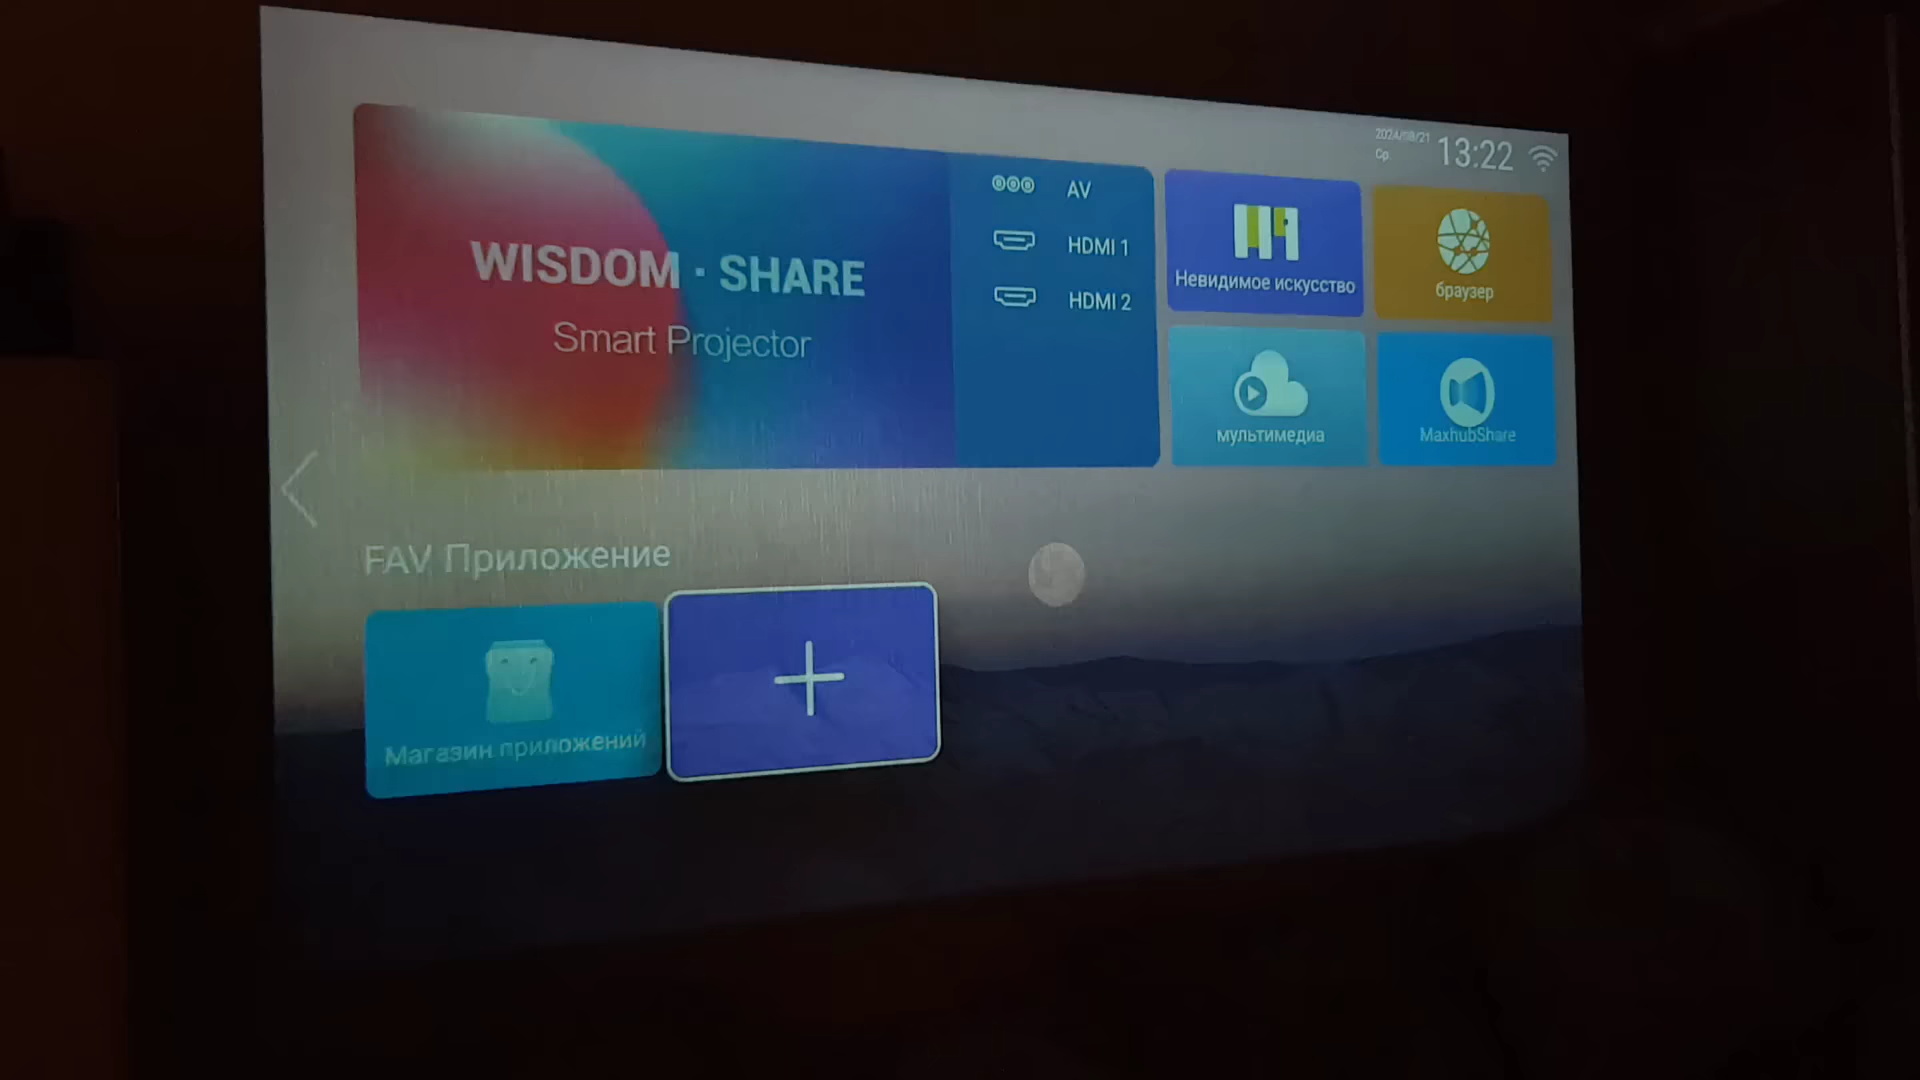 2024/08/21
Ср.
13:22
WISDOM · SHARE
Smart Projector
AV
HDMI 1
HDMI 2
Невидимое искусство
браузер
мультимедиа
MaxhubShare
FAV Приложение
Магазин приложений